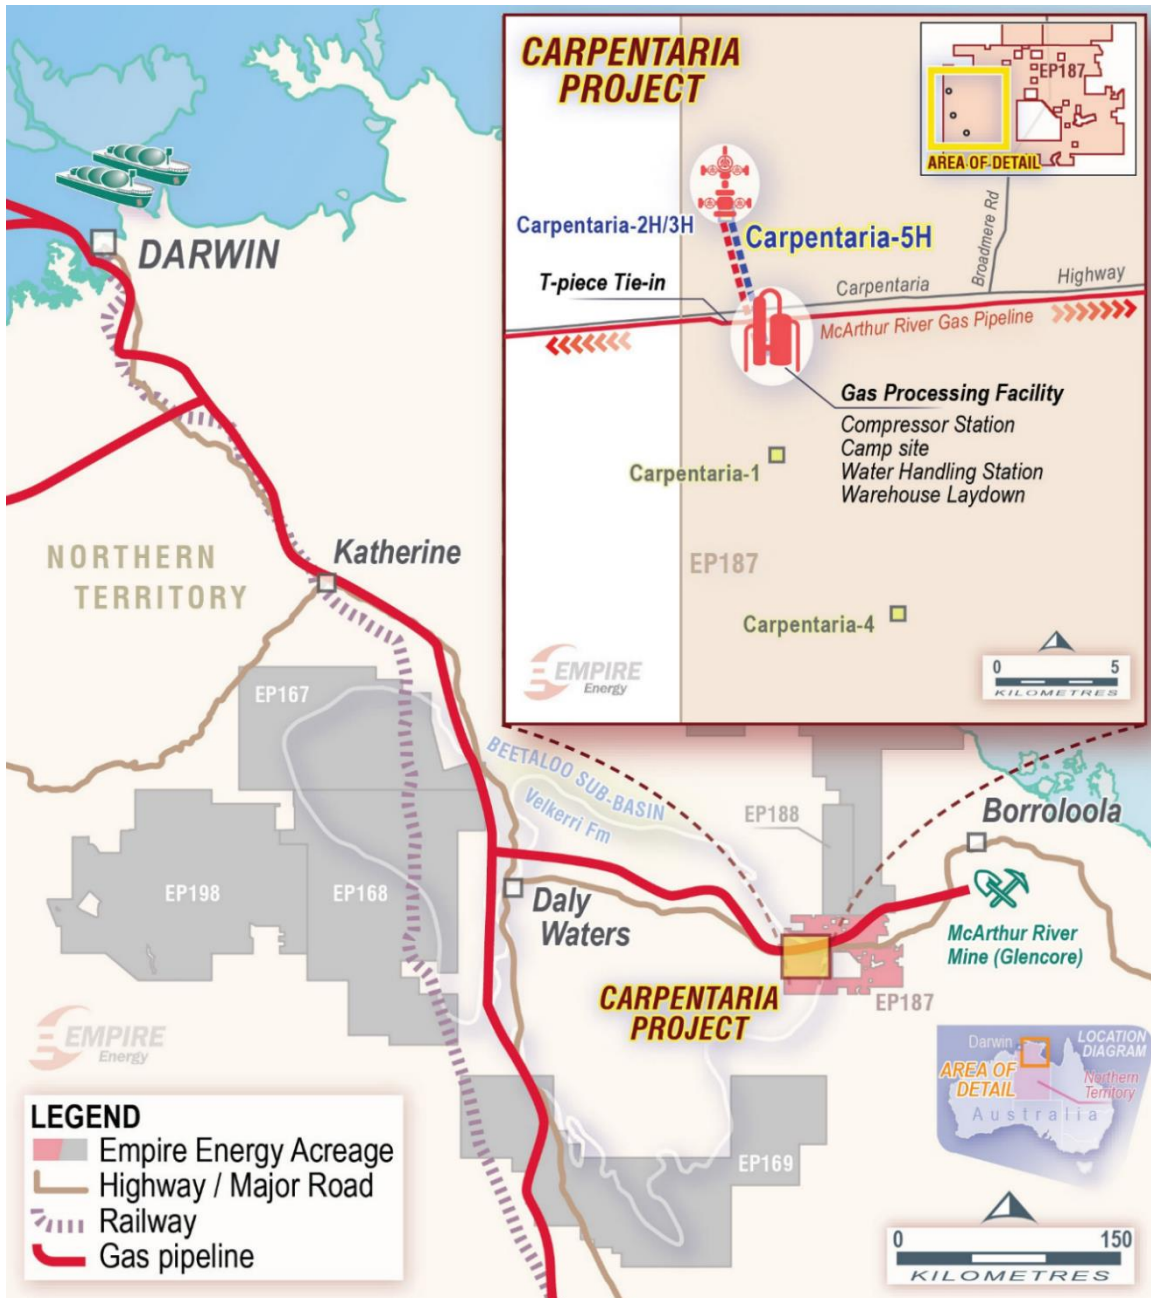 CARPENTARIA
PROJECT
EP187
AREA OF DETAIL
Carpentaria-2H/3H
Carpentaria-5H
Broadmere Rd
T-piece Tie-in
Carpentaria
Highway
McArthur River Gas Pipeline
Gas Processing Facility
Compressor Station
Camp site
Water Handling Station
Warehouse Laydown
Carpentaria-1
EP187
Carpentaria-4
EMPIRE
Energy
0 5
KILOMETRES
DARWIN
Katherine
NORTHERN
TERRITORY
EP167
BEETALOO SUB-BASIN
Velkerri Fm
EP188
Borroloola
EP198
EP168
Daly
Waters
McArthur River
Mine (Glencore)
CARPENTARIA
PROJECT
EP187
EMPIRE
Energy
Darwin
LOCATION
DIAGRAM
AREA OF
DETAIL
Northern
Territory
Australia
EP169
LEGEND
Empire Energy Acreage
Highway / Major Road
Railway
Gas pipeline
0 150
KILOMETRES